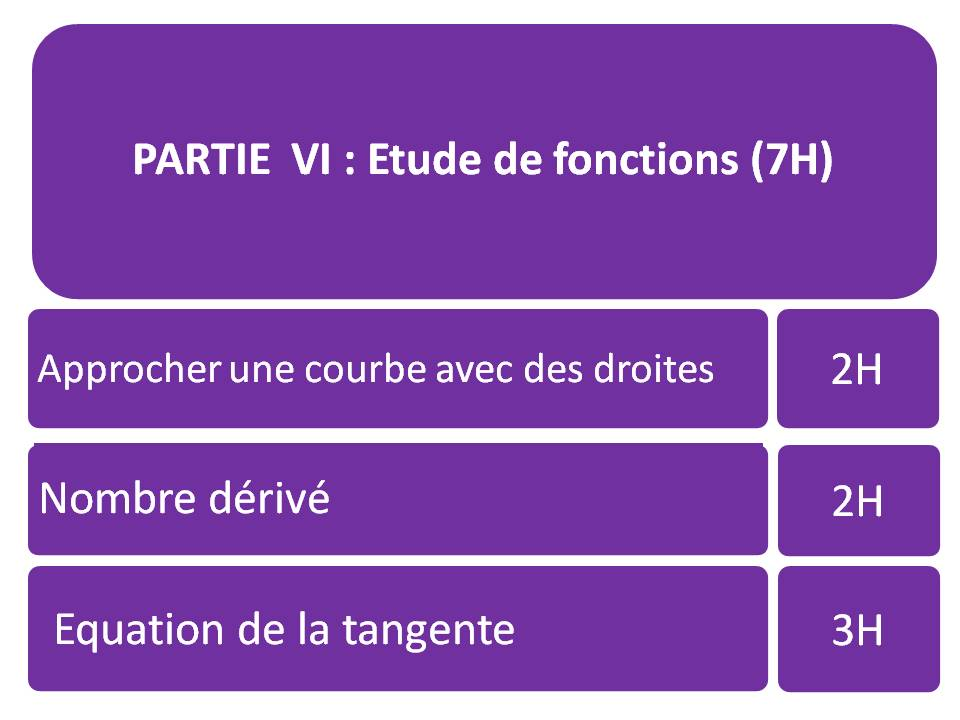 PARTIE VI : Etude de fonctions (7H)
Approcher une courbe avec des droites 2H
Nombre dérivé 2H
Equation de la tangente 3H